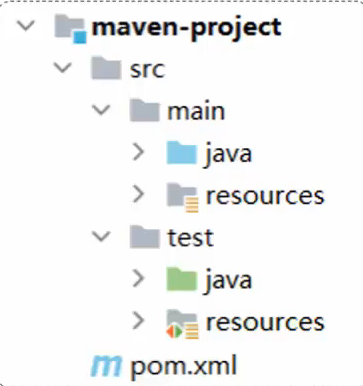 maven-project
src
main
java
resources
test
java
resources
pom.xml